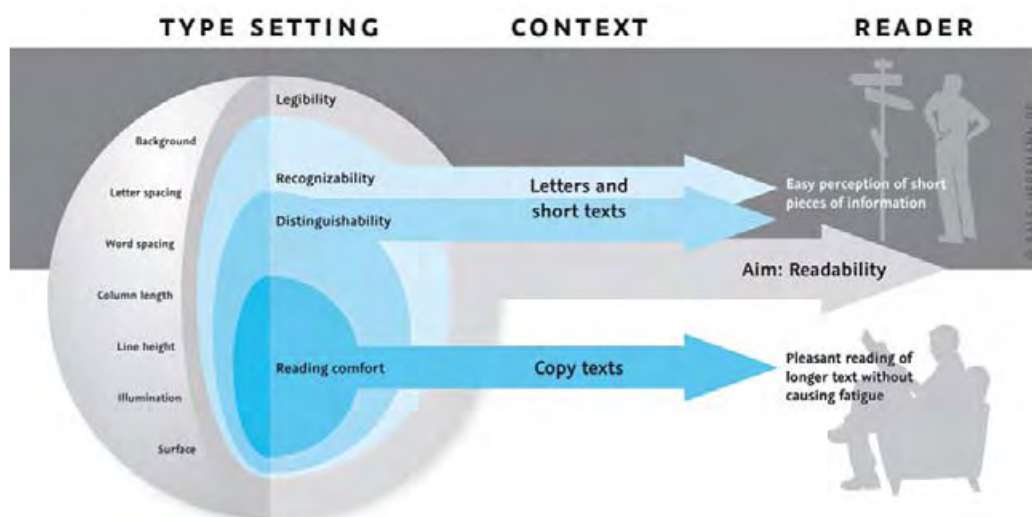 TYPE SETTING
CONTEXT
READER
Legibility
Background
Recognizability
Letter spacing
Letters and
short texts
Easy perception of short
pieces of information
Distinguishability
Word spacing
Aim: Readability
Column length
Line height
Reading comfort
Copy texts
Pleasant reading of
longer text without
causing fatigue
Illumination
Surface